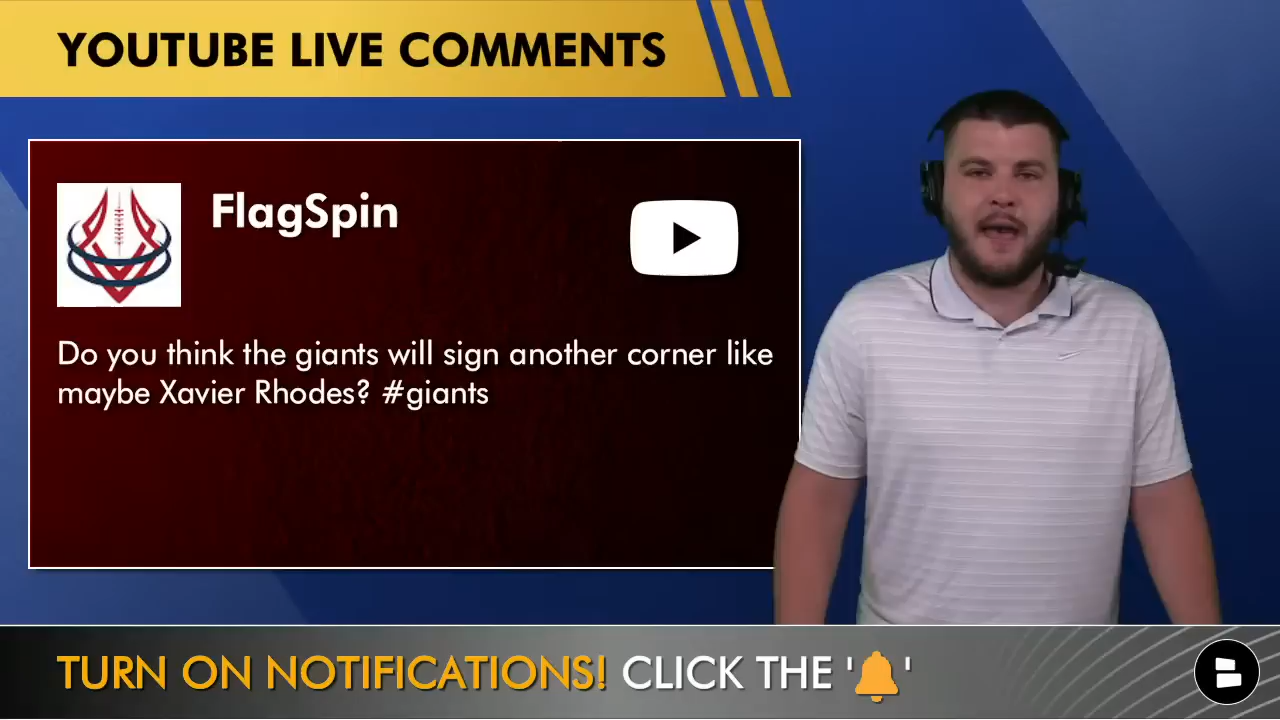 YOUTUBE LIVE COMMENTS
FlagSpin
Do you think the giants will sign another corner like
maybe Xavier Rhodes? #giants
TURN ON NOTIFICATIONS! CLICK THE '🔔'